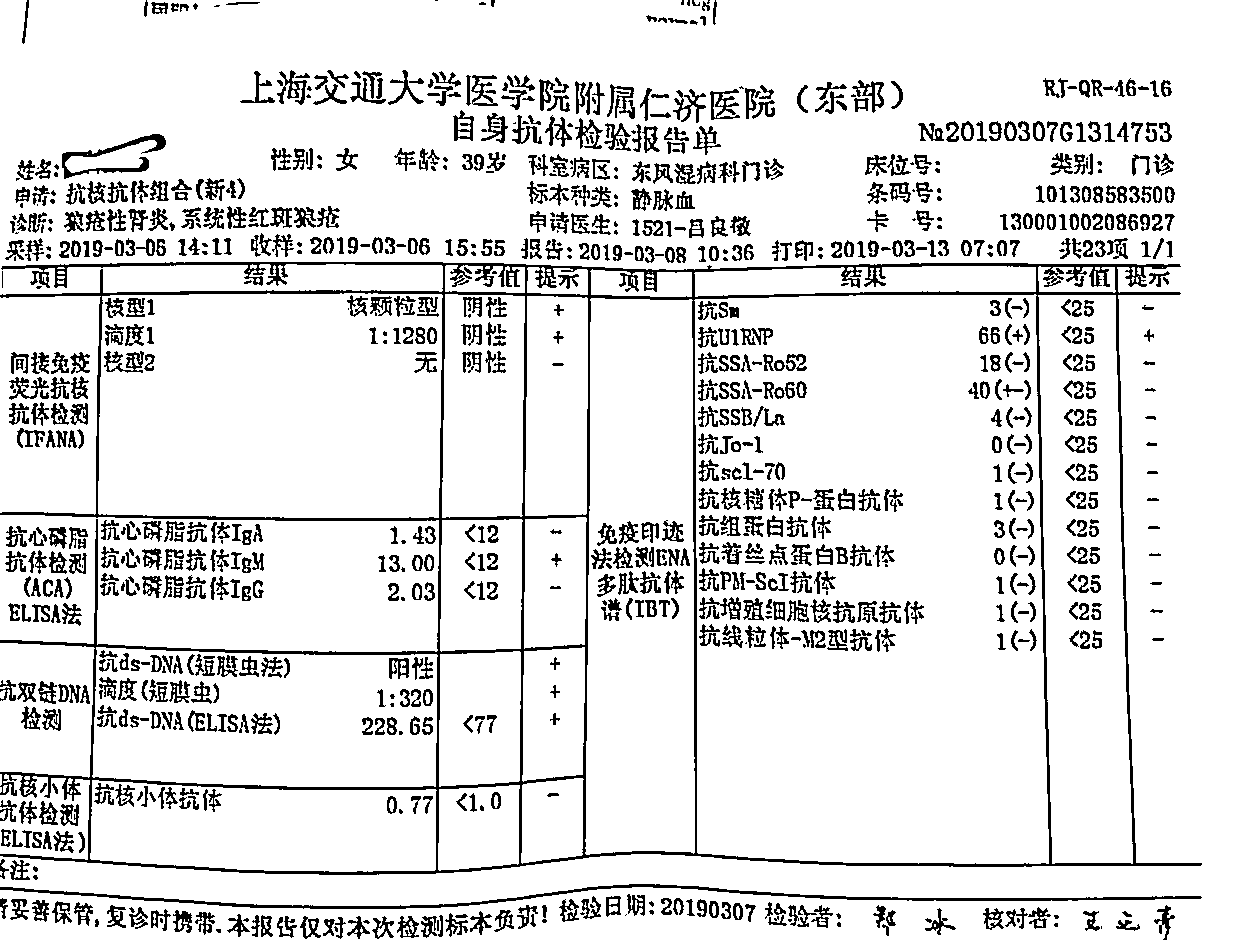 上海交通大学医学院附属仁济医院（东部） RJ-QR-46-16
自身抗体检验报告单 №20190307G1314753
姓名: 性别: 女 年龄: 39岁 科室病区: 东风湿病科门诊 床位号: 类别: 门诊
申请: 抗核抗体组合(新4) 标本种类: 静脉血 条码号: 101308583500
诊断: 狼疮性肾炎,系统性红斑狼疮 申请医生: 1521-吕良敬 卡 号: 1300010002086927
采样: 2019-03-06 14:11 收样: 2019-03-06 15:55 报告: 2019-03-08 10:36 打印: 2019-03-13 07:07 共23项 1/1
项目 结果 参考值 提示 项目 结果 参考值 提示
间接免疫
荧光抗核
抗体检测
(IFANA)
核型1 核颗粒型 阴性 +
滴度1 1:1280 阴性 +
核型2 无 阴性 -
抗心磷脂
抗体检测
(ACA)
ELISA法
抗心磷脂抗体IgA 1.43 <12 -
抗心磷脂抗体IgM 13.00 <12 +
抗心磷脂抗体IgG 2.03 <12 -
抗双链DNA
检测
抗ds-DNA(短膜虫法) 阳性 +
滴度(短膜虫) 1:320 +
抗ds-DNA(ELISA法) 228.65 <77 +
抗核小体
抗体检测
ELISA法)
抗核小体抗体 0.77 <1.0 -
免疫印迹
法检测ENA
多肽抗体
谱(IBT)
抗Sm 3(-) <25 -
抗U1RNP 66(+) <25 +
抗SSA-Ro52 18(-) <25 -
抗SSA-Ro60 40(+-) <25 -
抗SSB/La 4(-) <25 -
抗Jo-1 0(-) <25 -
抗scl-70 1(-) <25 -
抗核糖体P-蛋白抗体 1(-) <25 -
抗组蛋白抗体 3(-) <25 -
抗着丝点蛋白B抗体 0(-) <25 -
抗PM-Scl抗体 1(-) <25 -
抗增殖细胞核抗原抗体 1(-) <25 -
抗线粒体-M2型抗体 1(-) <25 -
备注:
请妥善保管,复诊时携带.本报告仅对本次检测标本负责! 检验日期: 20190307 检验者: 郑冰 核对者: